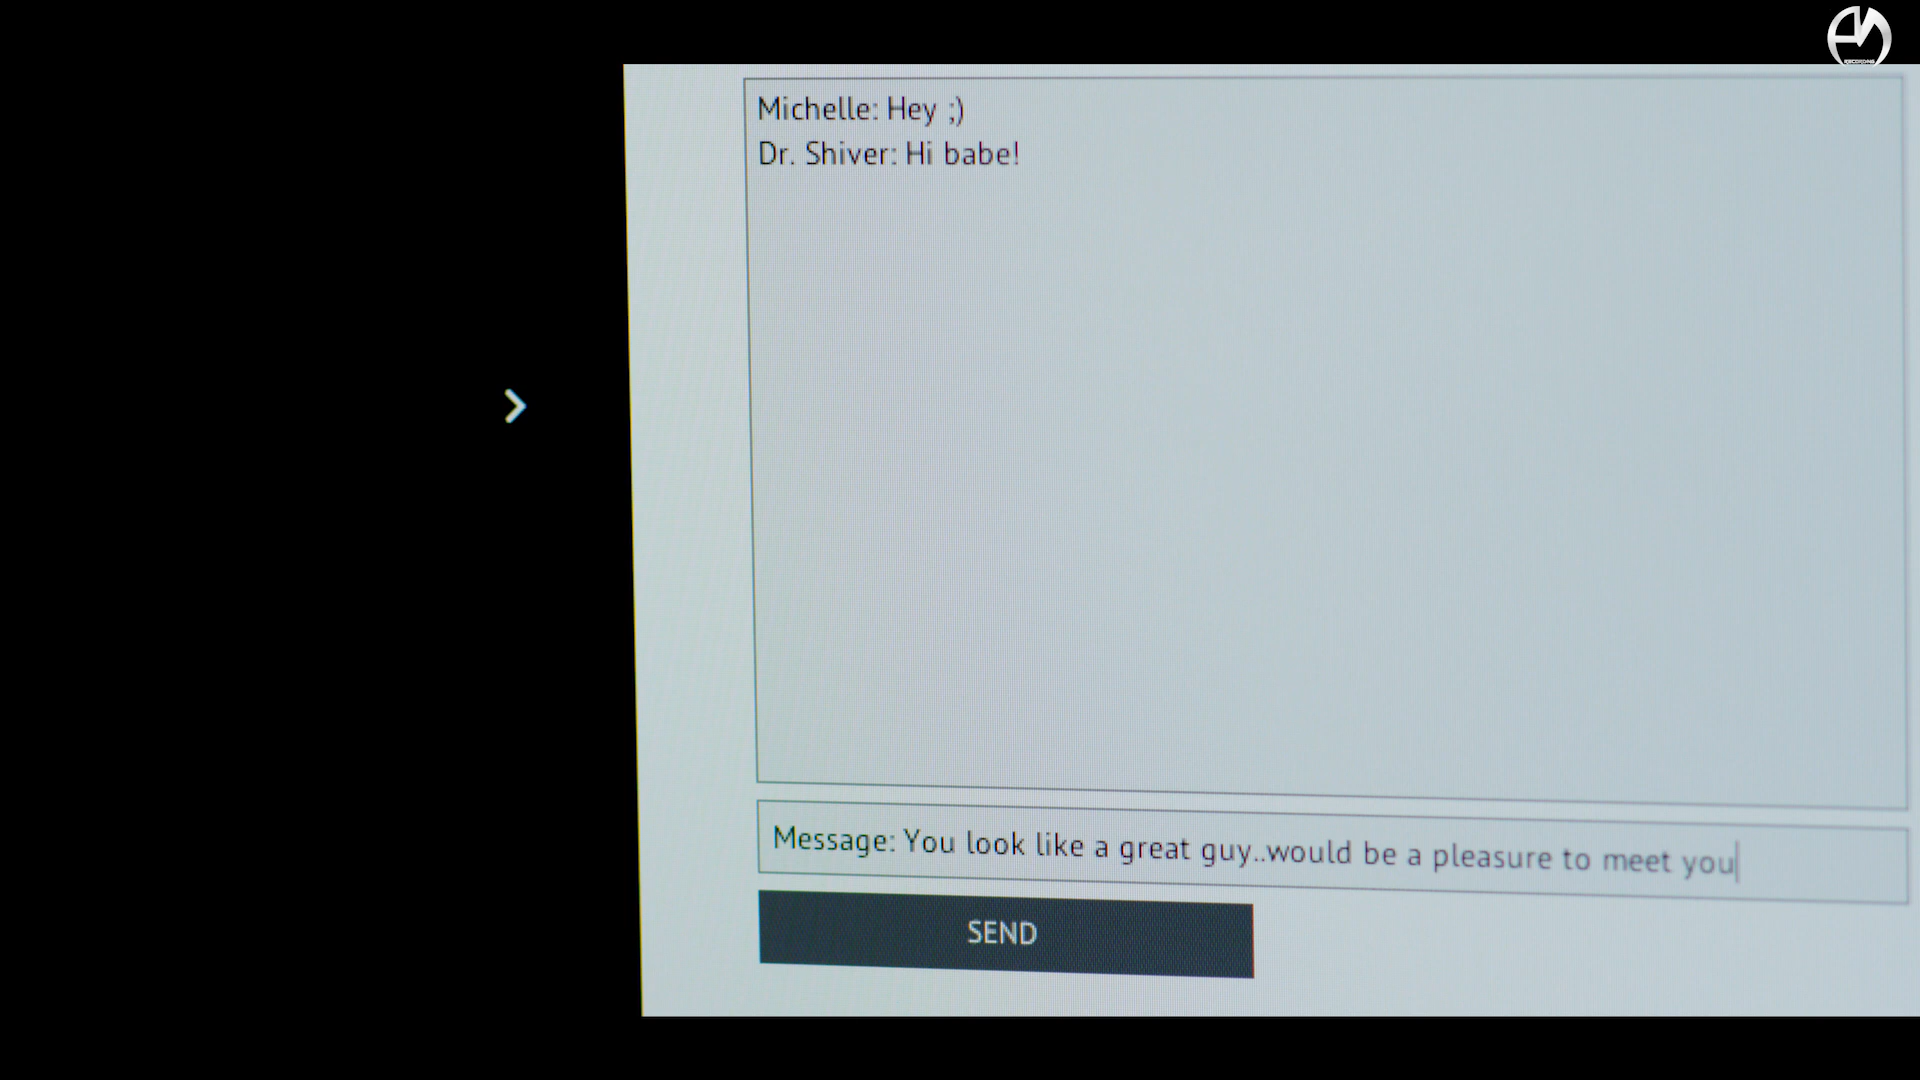 Michelle: Hey ;)
Dr. Shiver: Hi babe!
Message: You look like a great guy..would be a pleasure to meet you
SEND